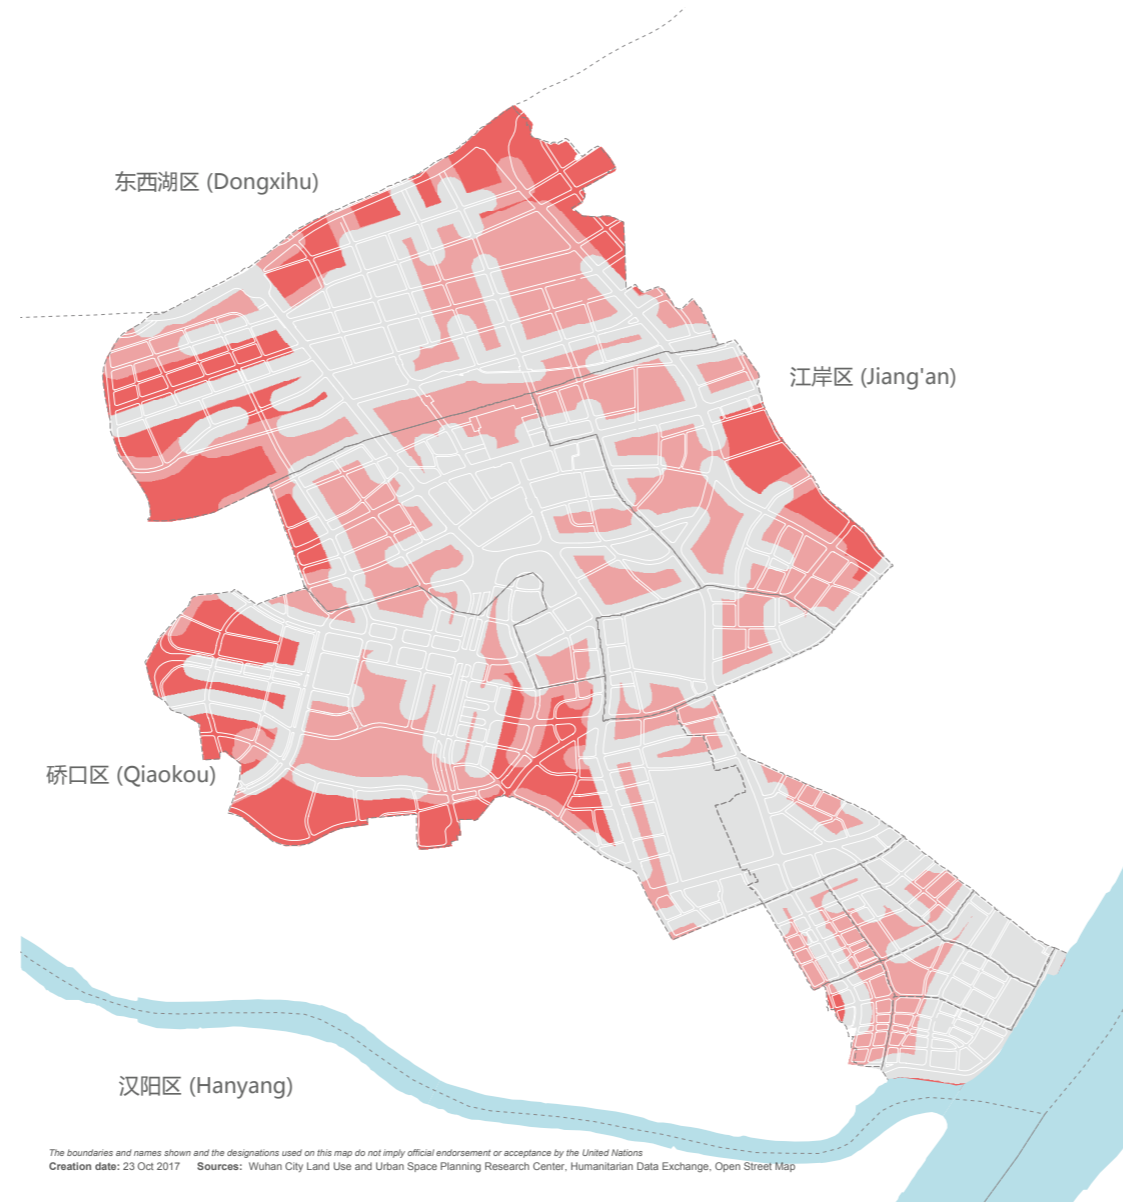 东西湖区 (Dongxihu)
江岸区 (Jiang'an)
硚口区 (Qiaokou)
汉阳区 (Hanyang)
The boundaries and names shown and the designations used on this map do not imply official endorsement or acceptance by the United Nations
Creation date: 23 Oct 2017 Sources: Wuhan City Land Use and Urban Space Planning Research Center, Humanitarian Data Exchange, Open Street Map